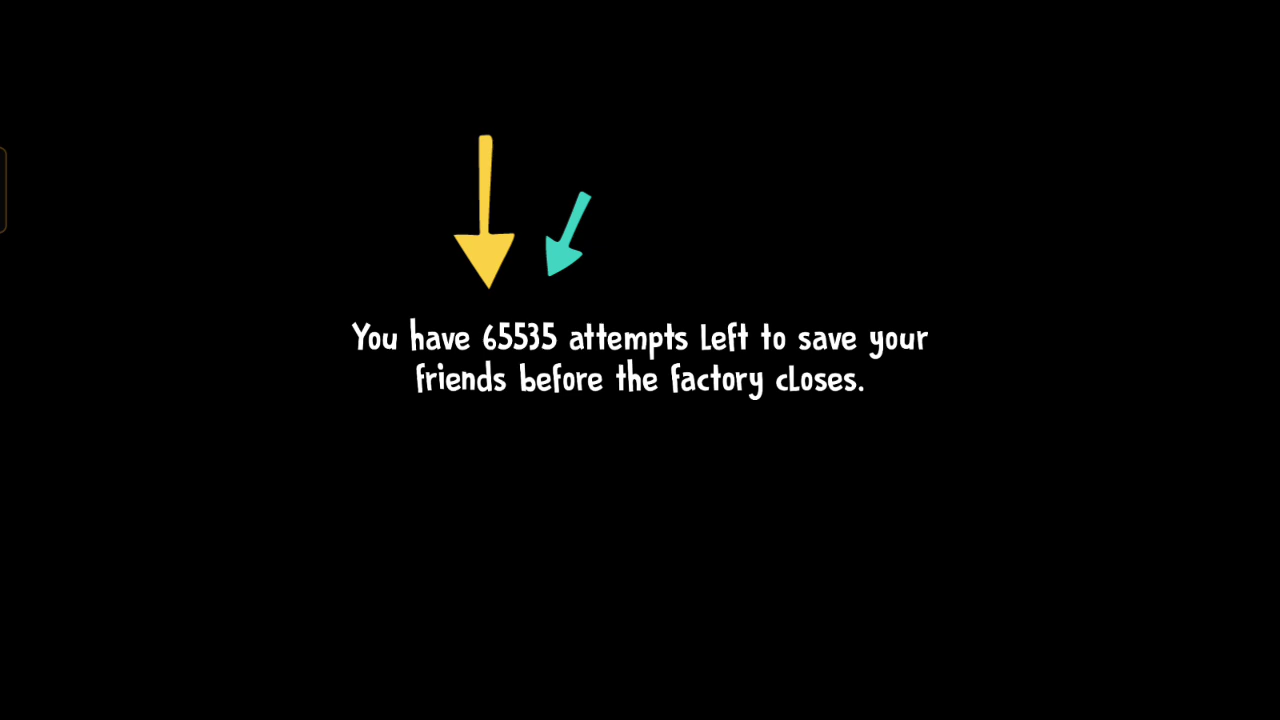 You have 65535 attempts left to save your
friends before the factory closes.